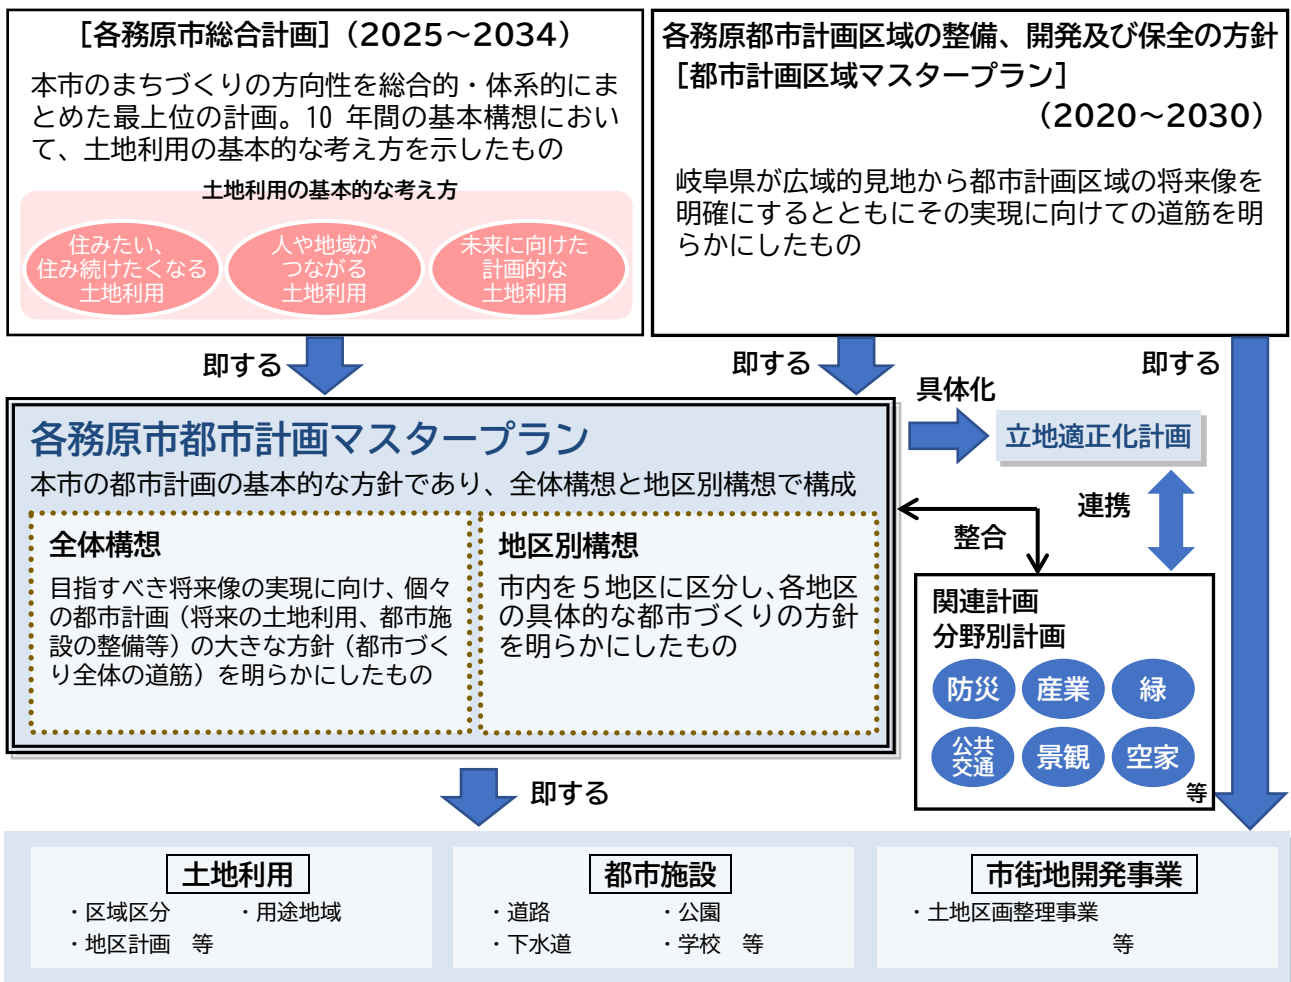 ［各務原市総合計画］（2025～2034）
本市のまちづくりの方向性を総合的・体系的にま
とめた最上位の計画。10 年間の基本構想におい
て、土地利用の基本的な考え方を示したもの
土地利用の基本的な考え方
住みたい、
住み続けたくなる
土地利用
人や地域が
つながる
土地利用
未来に向けた
計画的な
土地利用
各務原都市計画区域の整備、開発及び保全の方針
［都市計画区域マスタープラン］
（2020～2030）
岐阜県が広域的見地から都市計画区域の将来像を
明確にするとともにその実現に向けての道筋を明
らかにしたもの
即する
即する
即する
各務原市都市計画マスタープラン
本市の都市計画の基本的な方針であり、全体構想と地区別構想で構成
全体構想
目指すべき将来像の実現に向け、個々
の都市計画（将来の土地利用、都市施
設の整備等）の大きな方針（都市づく
り全体の道筋）を明らかにしたもの
地区別構想
市内を５地区に区分し、各地区
の具体的な都市づくりの方針
を明らかにしたもの
具体化
立地適正化計画
連携
整合
関連計画
分野別計画
防災
産業
緑
公共
交通
景観
空家
等
即する
土地利用
・区域区分
・用途地域
・地区計画　等
都市施設
・道路
・公園
・下水道
・学校　等
市街地開発事業
・土地区画整理事業
等